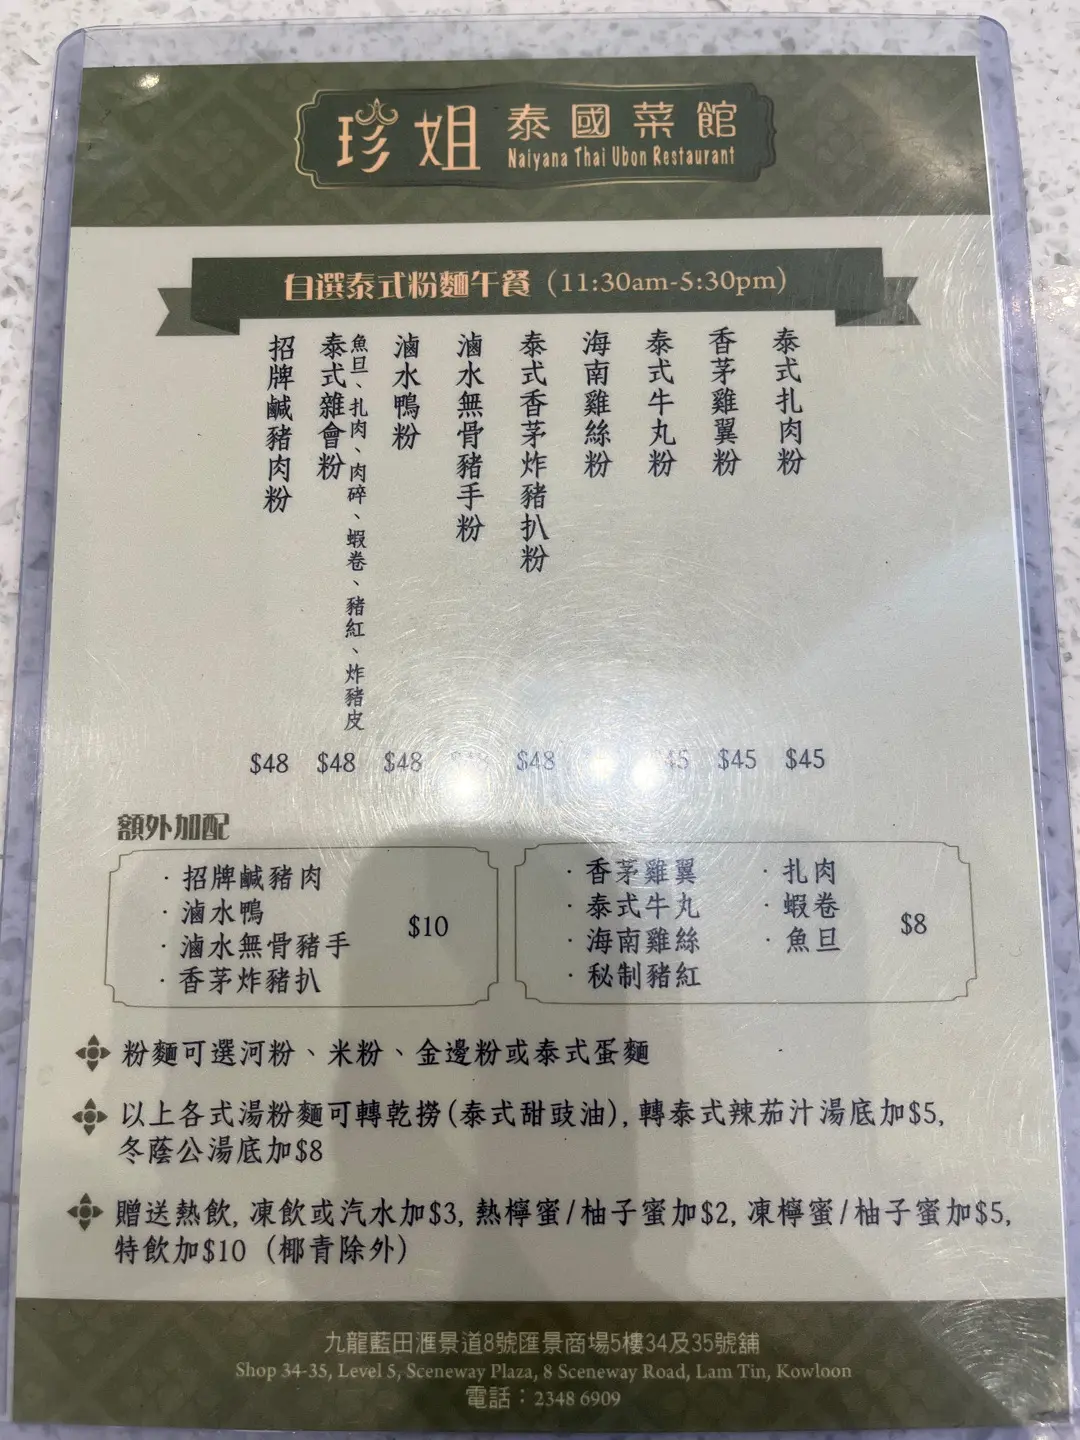 珍姐 泰國菜館
Naiyana Thai Ubon Restaurant
自選泰式粉麵午餐 (11:30am-5:30pm)
泰式扎肉粉 $45
香茅雞翼粉 $45
泰式牛丸粉 45
海南雞絲粉
泰式香茅炸豬扒粉 $48
滷水無骨豬手粉
滷水鴨粉 $48
泰式雜會粉 $48
魚旦、扎肉、肉碎、蝦卷、豬紅、炸豬皮
招牌鹹豬肉粉 $48
額外加配
· 招牌鹹豬肉
· 滷水鴨
· 滷水無骨豬手
· 香茅炸豬扒
$10
· 香茅雞翼
· 泰式牛丸
· 海南雞絲
· 秘制豬紅
· 扎肉
· 蝦卷
· 魚旦
$8
粉麵可選河粉、米粉、金邊粉或泰式蛋麵
以上各式湯粉麵可轉乾撈(泰式甜豉油), 轉泰式辣茄汁湯底加$5,
冬蔭公湯底加$8
贈送熱飲, 凍飲或汽水加$3, 熱檸蜜/柚子蜜加$2, 凍檸蜜/柚子蜜加$5,
特飲加$10 (椰青除外)
九龍藍田滙景道8號匯景商場5樓34及35號舖
Shop 34-35, Level 5, Sceneway Plaza, 8 Sceneway Road, Lam Tin, Kowloon
電話：2348 6909